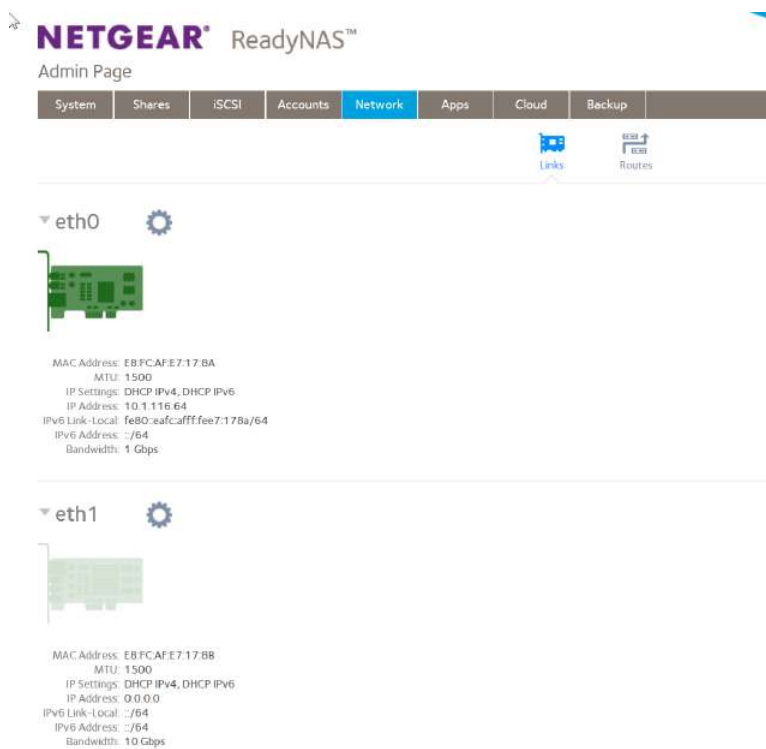 NETGEAR® ReadyNAS™
Admin Page
System Shares iSCSI Accounts Network Apps Cloud Backup
Links Routes
eth0
MAC Address: E8:FC:AF:E7:17:8A
MTU: 1500
IP Settings: DHCP IPv4, DHCP IPv6
IP Address: 10.1.116.64
IPv6 Link-Local: fe80::eafc:afff:fee7:178a/64
IPv6 Address: ::/64
Bandwidth: 1 Gbps
eth1
MAC Address: E8:FC:AF:E7:17:8B
MTU: 1500
IP Settings: DHCP IPv4, DHCP IPv6
IP Address: 0.0.0.0
IPv6 Link-Local: ::/64
IPv6 Address: ::/64
Bandwidth: 10 Gbps